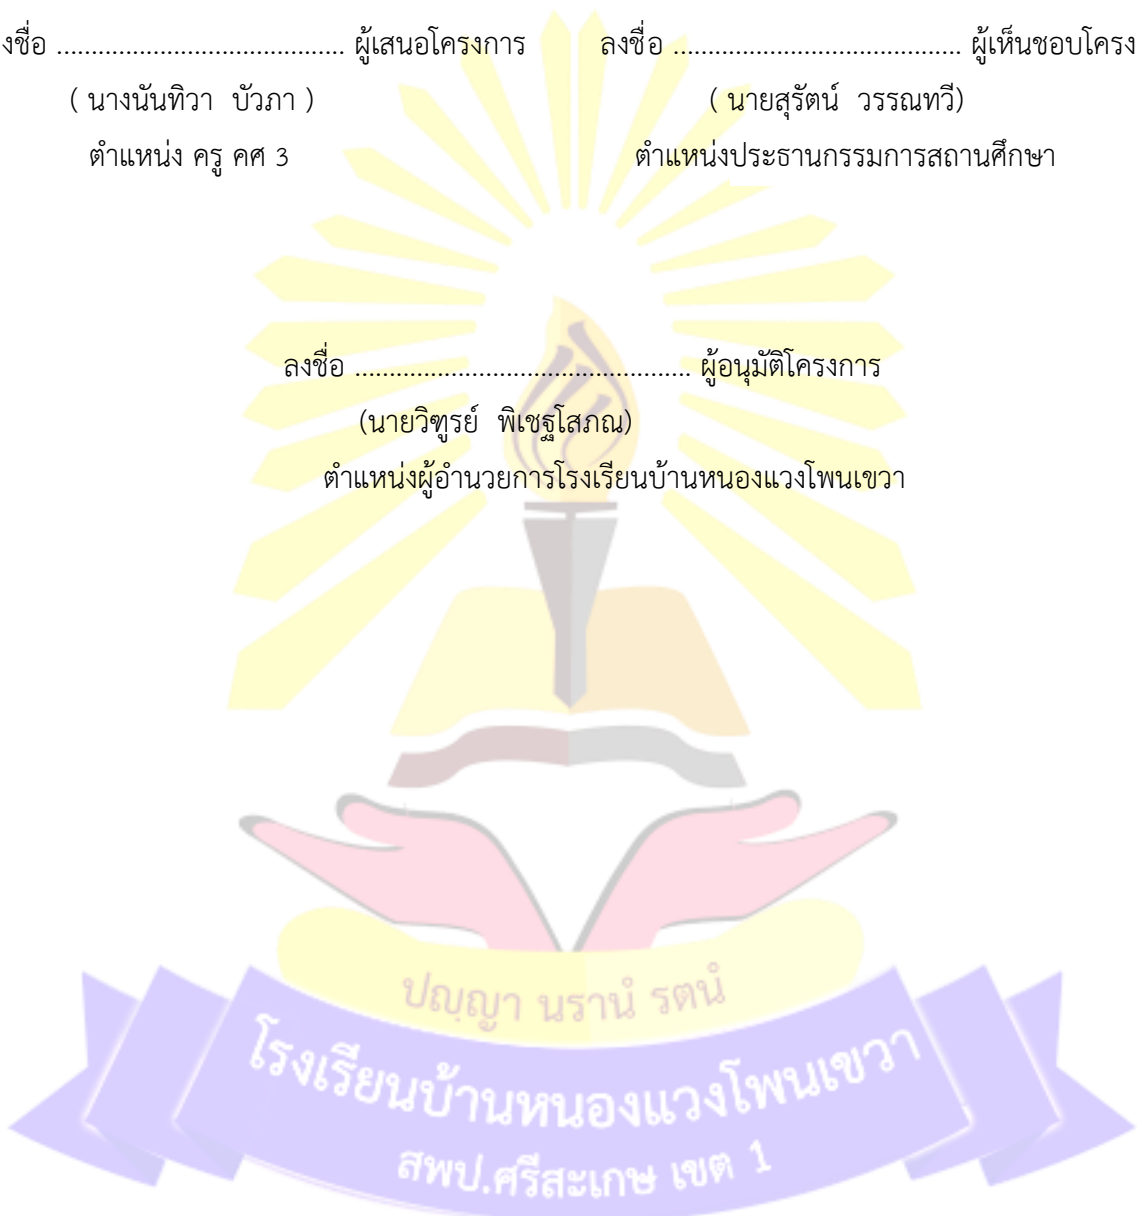 งชื่อ .......................................... ผู้เสนอโครงการ ลงชื่อ .......................................... ผู้เห็นชอบโครง
( นางนันทิวา บัวภา ) ( นายสุรัตน์ วรรณทวี)
ตำแหน่ง ครู คศ 3 ตำแหน่งประธานกรรมการสถานศึกษา
ลงชื่อ ................................................. ผู้อนุมัติโครงการ
(นายวิฑูรย์ พิเชฐโสภณ)
ตำแหน่งผู้อำนวยการโรงเรียนบ้านหนองแวงโพนเขวา
ปญฺญา นรานํ รตนํ
โรงเรียนบ้านหนองแวงโพนเขวา
สพป.ศรีสะเกษ เขต 1